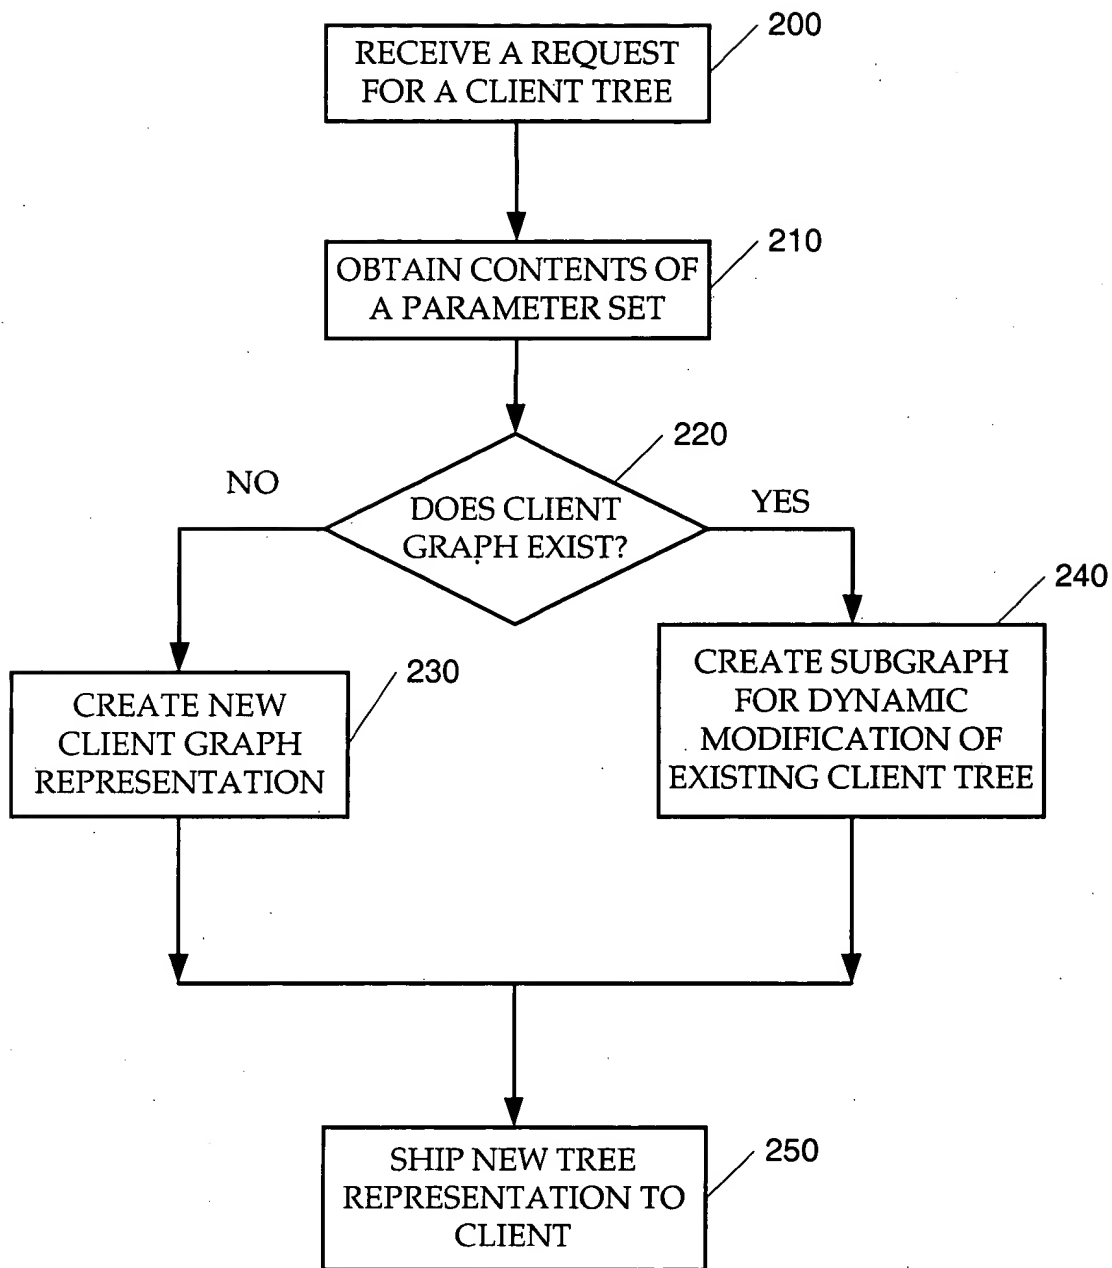 200
RECEIVE A REQUEST
FOR A CLIENT TREE
210
OBTAIN CONTENTS OF
A PARAMETER SET
220
NO
YES
DOES CLIENT
GRAPH EXIST?
240
230
CREATE NEW
CLIENT GRAPH
REPRESENTATION
CREATE SUBGRAPH
FOR DYNAMIC
MODIFICATION OF
EXISTING CLIENT TREE
250
SHIP NEW TREE
REPRESENTATION TO
CLIENT